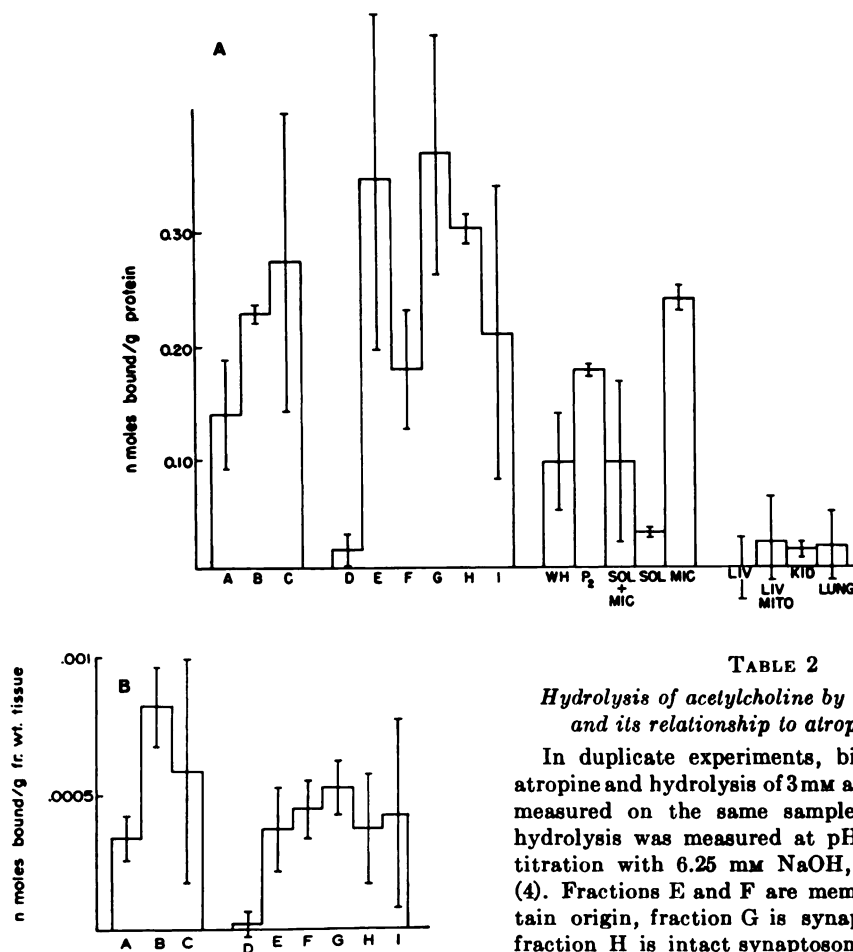 A
n moles bound/g protein
0.30
0.20
0.10
A B C D E F G H I WH P2 SOL + MIC SOL MIC LIV LIV MITO KID LUNG
B
n moles bound/g fr. wt. tissue
.001
.0005
A B C D E F G H I
TABLE 2
Hydrolysis of acetylcholine by
and its relationship to atrop
In duplicate experiments, bi
atropine and hydrolysis of 3 mM a
measured on the same sample
hydrolysis was measured at pH
titration with 6.25 mM NaOH,
(4). Fractions E and F are mem
tain origin, fraction G is synap
fraction H is intact synaptoson